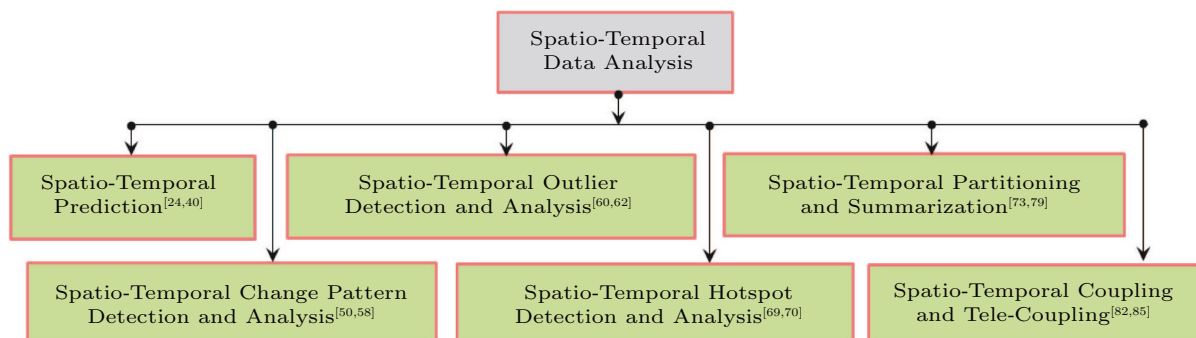 Spatio-Temporal
Data Analysis
Spatio-Temporal
Prediction[24,40]
Spatio-Temporal Outlier
Detection and Analysis[60,62]
Spatio-Temporal Partitioning
and Summarization[73,79]
Spatio-Temporal Change Pattern
Detection and Analysis[50,58]
Spatio-Temporal Hotspot
Detection and Analysis[69,70]
Spatio-Temporal Coupling
and Tele-Coupling[82,85]